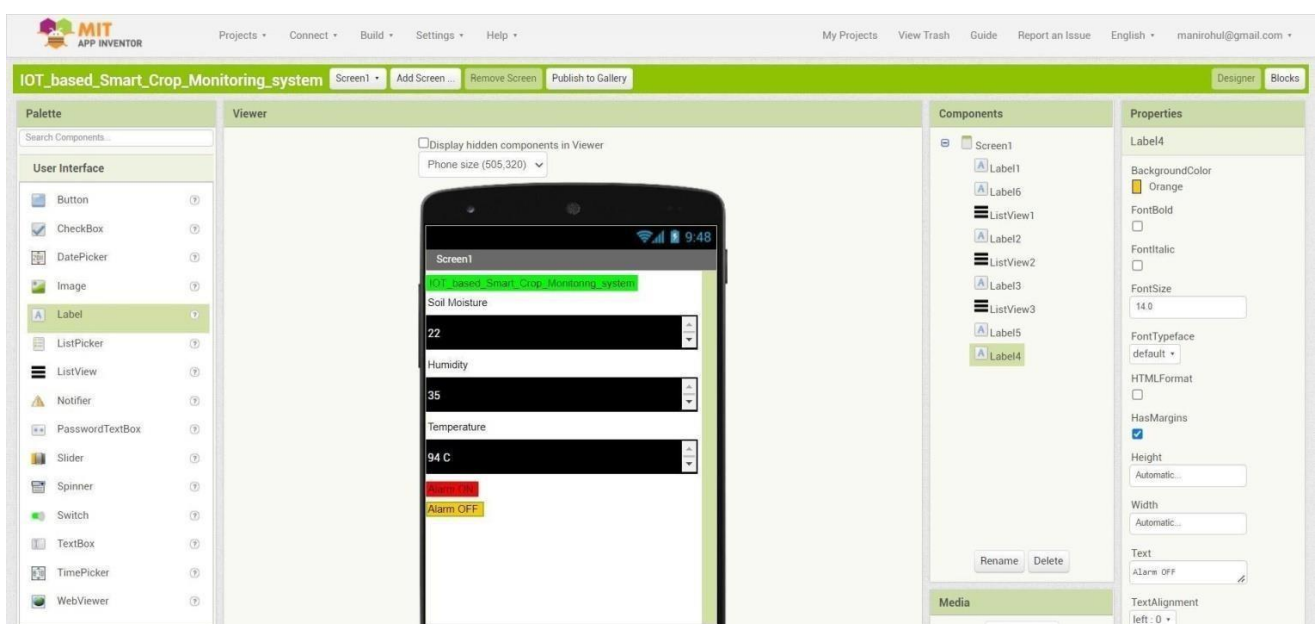 MIT
APP INVENTOR
Projects
Connect
Build
Settings
Help
My Projects
View Trash
Guide
Report an Issue
English
manirohul@gmail.com
IOT_based_Smart_Crop_Monitoring_system
Screen1
Add Screen ...
Remove Screen
Publish to Gallery
Designer
Blocks
Palette
Search Components...
User Interface
Button
CheckBox
DatePicker
Image
Label
ListPicker
ListView
Notifier
PasswordTextBox
Slider
Spinner
Switch
TextBox
TimePicker
WebViewer
Viewer
Display hidden components in Viewer
Phone size (505,320)
9:48
Screen1
IOT_based_Smart_Crop_Monitoring_system
Soil Moisture
22
Humidity
35
Temperature
94 C
Alarm ON
Alarm OFF
Components
Screen1
Label1
Label6
ListView1
Label2
ListView2
Label3
ListView3
Label5
Label4
Rename
Delete
Media
Properties
Label4
BackgroundColor
Orange
FontBold
FontItalic
FontSize
14.0
FontTypeface
default
HTMLFormat
HasMargins
Height
Automatic...
Width
Automatic...
Text
Alarm OFF
TextAlignment
left : 0